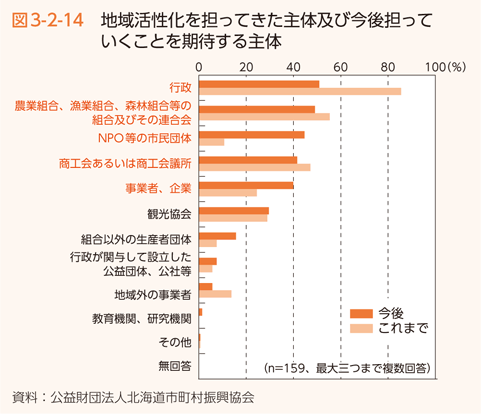 図3-2-14 地域活性化を担ってきた主体及び今後担って
いくことを期待する主体
0 20 40 60 80 100(%)
行政
農業組合、漁業組合、森林組合等の
組合及びその連合会
NPO等の市民団体
商工会あるいは商工会議所
事業者、企業
観光協会
組合以外の生産者団体
行政が関与して設立した
公益団体、公社等
地域外の事業者
教育機関、研究機関
その他
無回答
今後
これまで
(n=159、最大三つまで複数回答)
資料：公益財団法人北海道市町村振興協会